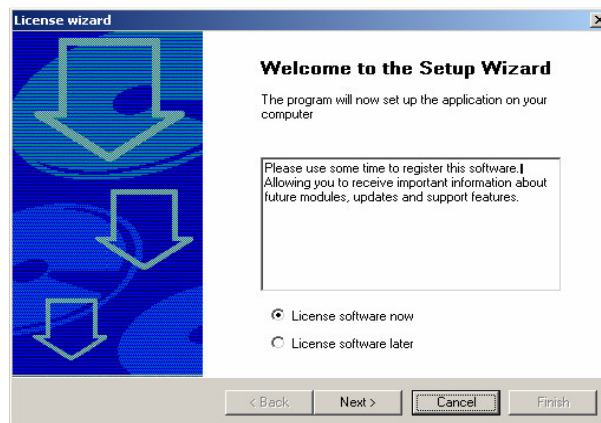 License wizard
Welcome to the Setup Wizard
The program will now set up the application on your
computer
Please use some time to register this software.
Allowing you to receive important information about
future modules, updates and support features.
License software now
License software later
< Back
Next >
Cancel
Finish